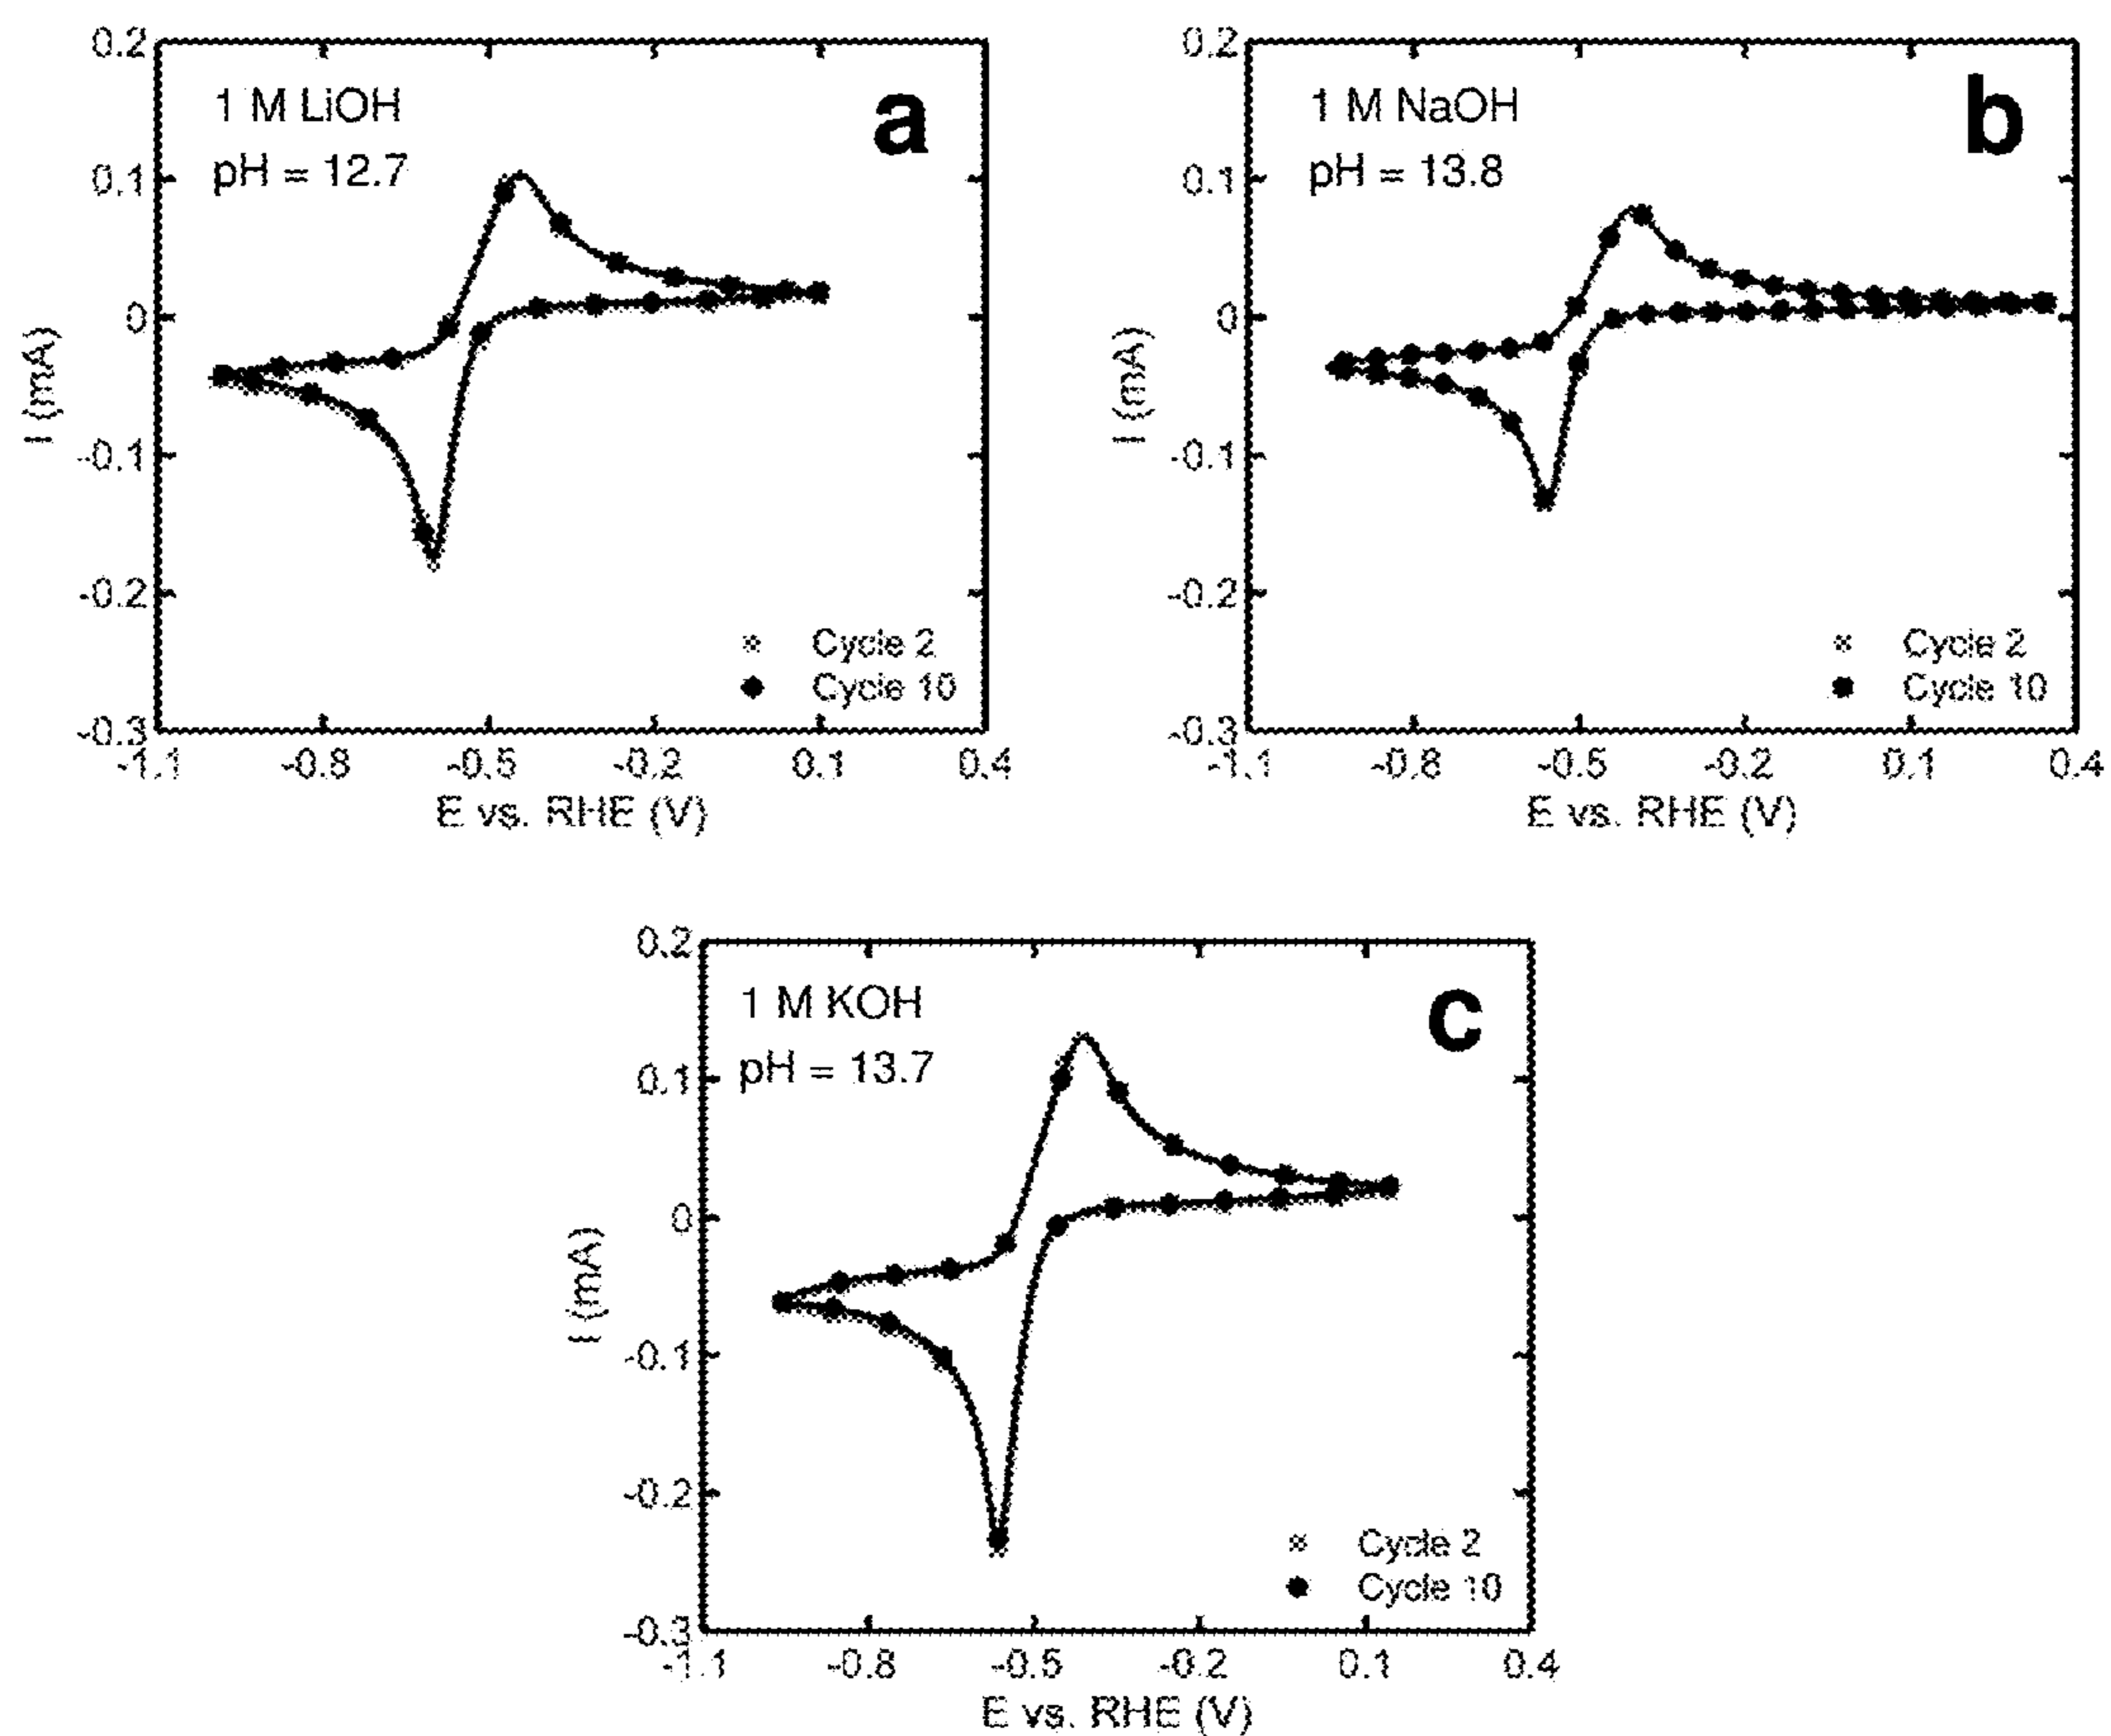 a
1 M LiOH
pH = 12.7
0.2
0.1
0
-0.1
-0.2
-0.3
I (mA)
Cycle 2
Cycle 10
-1.1 -0.8 -0.5 -0.2 0.1 0.4
E vs. RHE (V)
b
1 M NaOH
pH = 13.8
0.2
0.1
0
-0.1
-0.2
-0.3
I (mA)
Cycle 2
Cycle 10
-1.1 -0.8 -0.5 -0.2 0.1 0.4
E vs. RHE (V)
c
1 M KOH
pH = 13.7
0.2
0.1
0
-0.1
-0.2
-0.3
I (mA)
Cycle 2
Cycle 10
-1.1 -0.8 -0.5 -0.2 0.1 0.4
E vs. RHE (V)